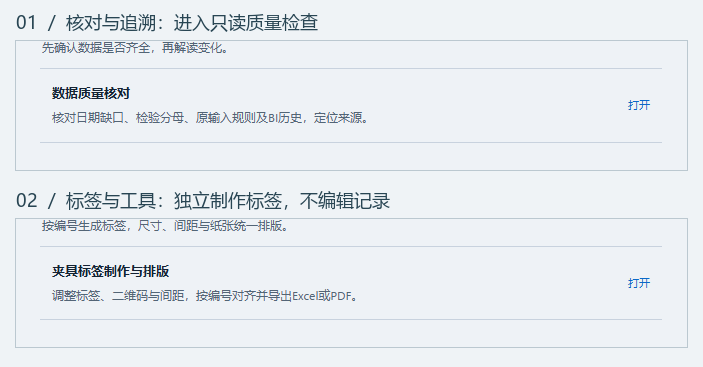 01 / 核对与追溯：进入只读质量检查
先确认数据是否齐全，再解读变化。
数据质量核对
打开
核对日期缺口、检验分母、原输入规则及BI历史，定位来源。
02 / 标签与工具：独立制作标签，不编辑记录
按编号生成标签，尺寸、间距与纸张统一排版。
夹具标签制作与排版
打开
调整标签、二维码与间距，按编号对齐并导出Excel或PDF。